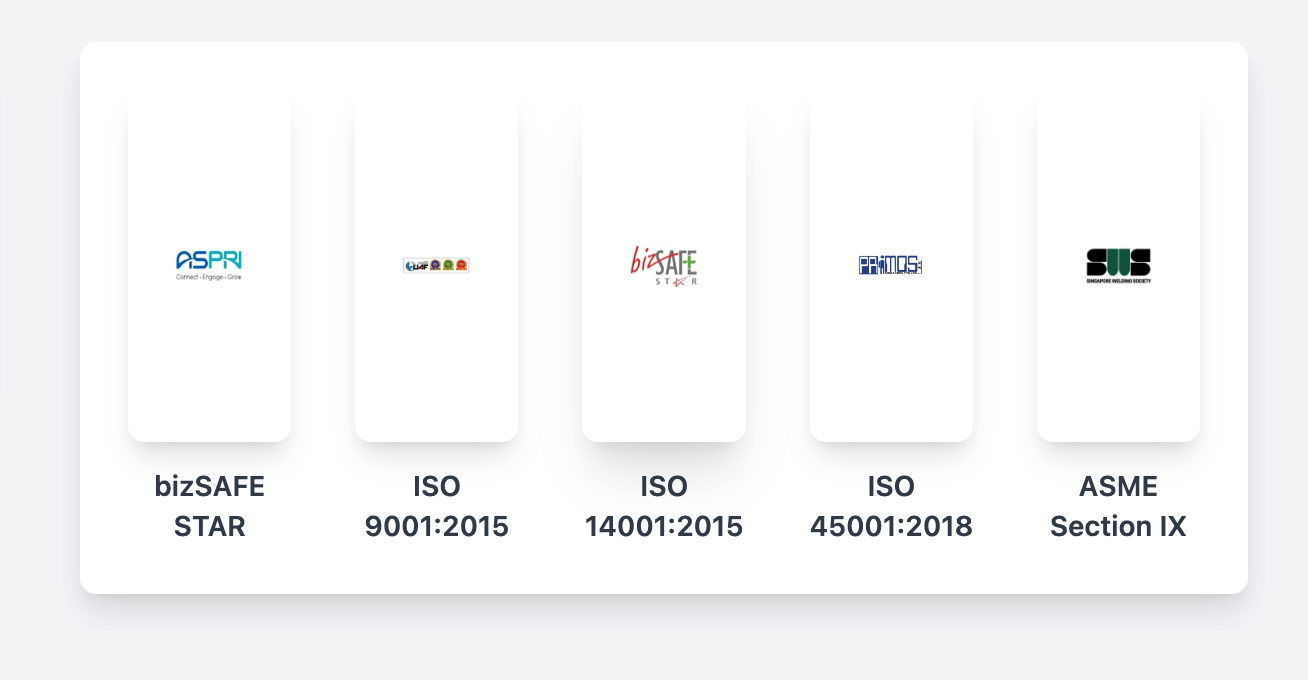 ASPRI
Connect • Engage • Grow
UAF
bizSAFE
STAR
SWS
SINGAPORE WELDING SOCIETY
bizSAFE
STAR
ISO
9001:2015
ISO
14001:2015
ISO
45001:2018
ASME
Section IX